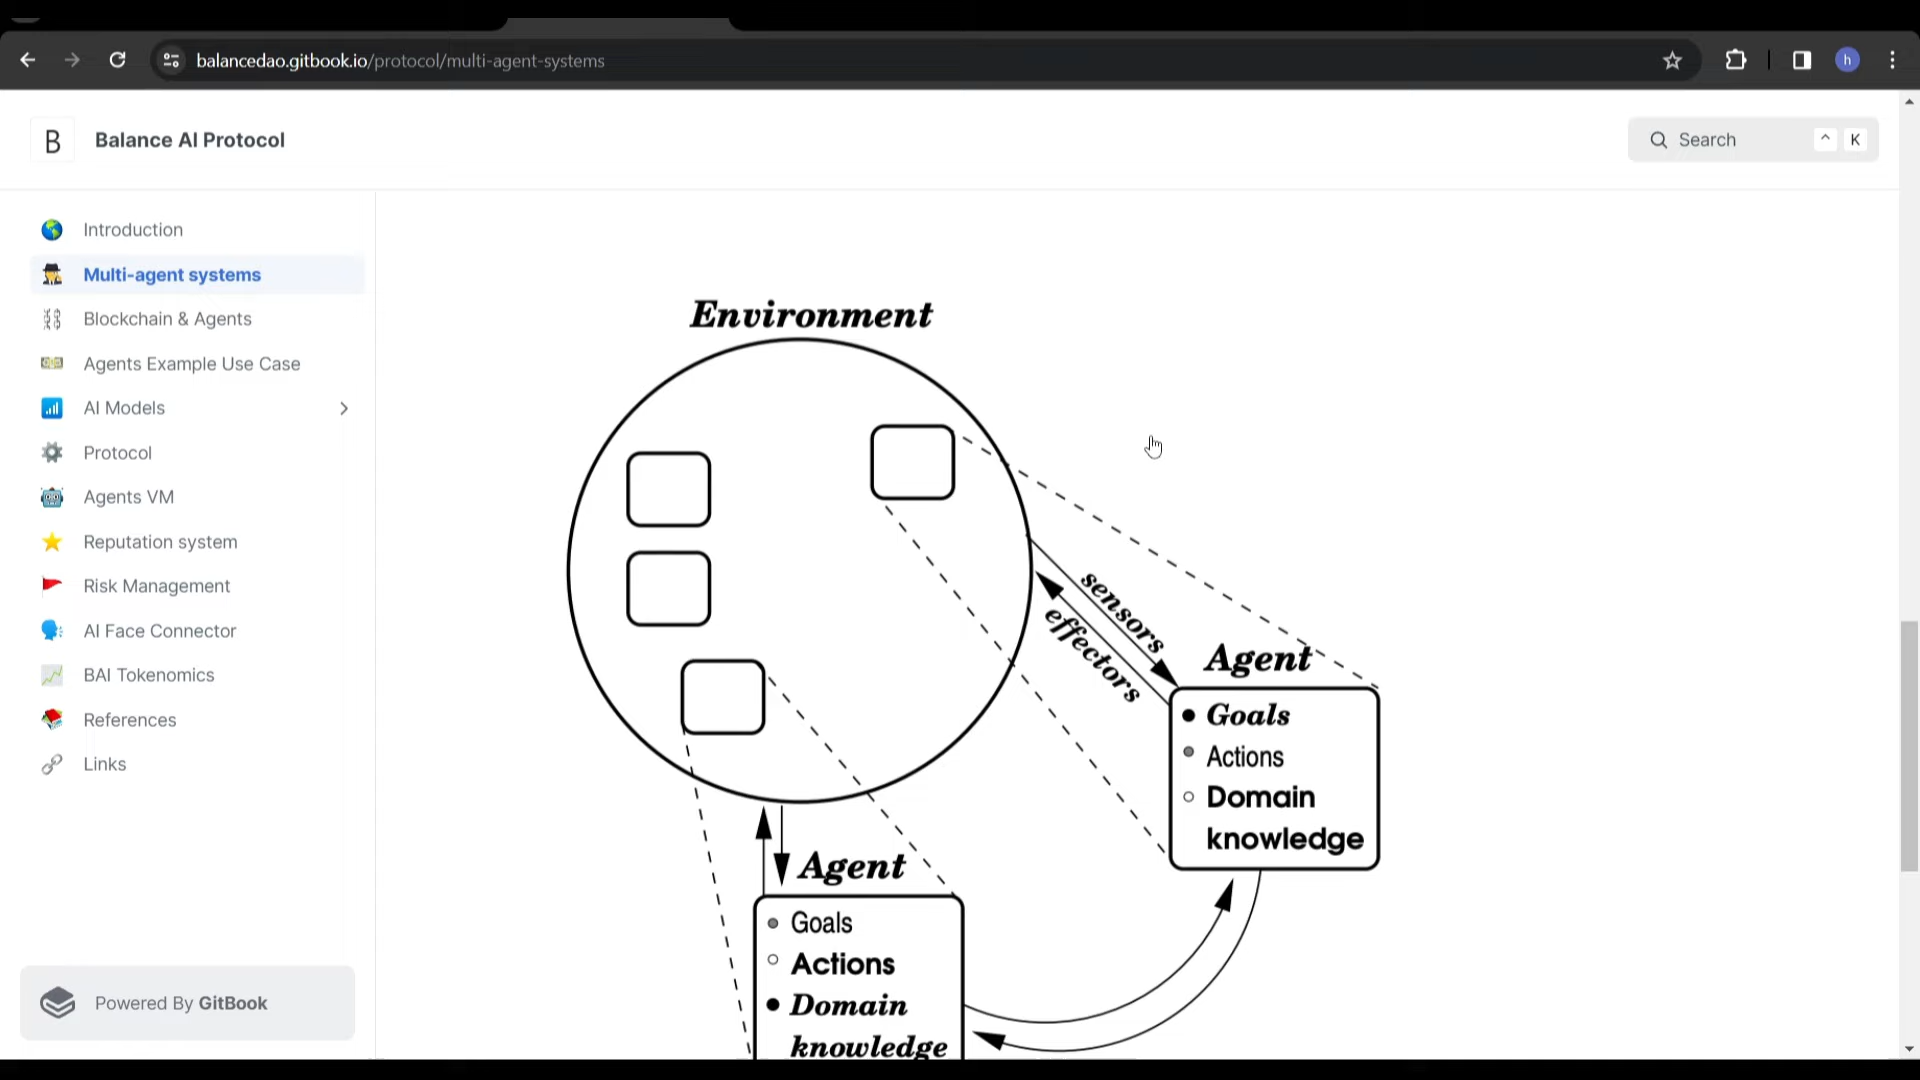 balancedao.gitbook.io/protocol/multi-agent-systems
h
B
Balance AI Protocol
Search
^ K
Introduction
Multi-agent systems
Blockchain & Agents
Agents Example Use Case
AI Models
Protocol
Agents VM
Reputation system
Risk Management
AI Face Connector
BAI Tokenomics
References
Links
Powered By GitBook
Environment
sensors
effectors
Agent
Goals
Actions
Domain
knowledge
Agent
Goals
Actions
Domain
knowledge